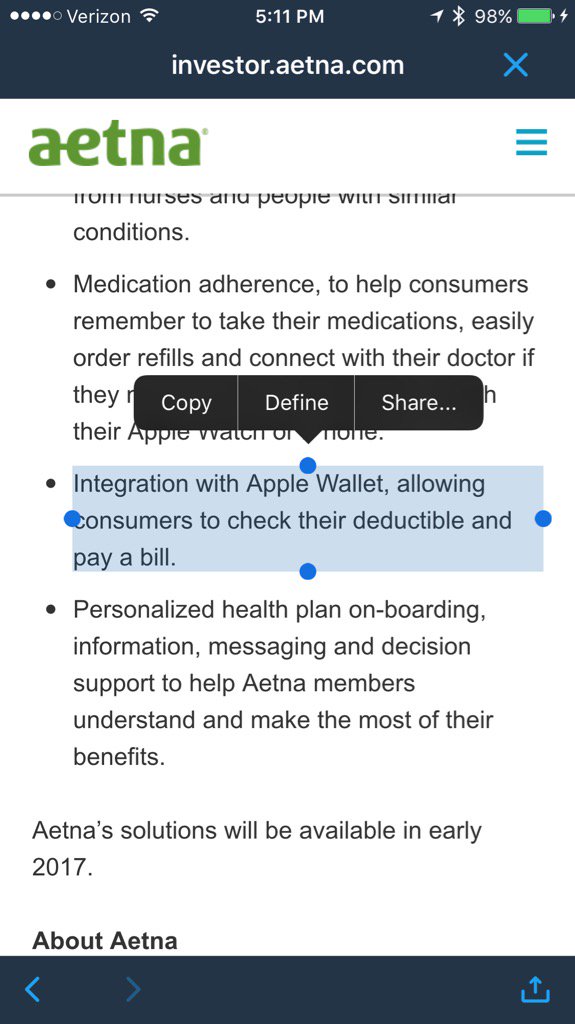 Verizon 5:11 PM 98%
investor.aetna.com
aetna
from nurses and people with similar
conditions.
Medication adherence, to help consumers
remember to take their medications, easily
order refills and connect with their doctor if
they
Copy Define Share...
their Apple Watch or
Integration with Apple Wallet, allowing
consumers to check their deductible and
pay a bill.
Personalized health plan on-boarding,
information, messaging and decision
support to help Aetna members
understand and make the most of their
benefits.
Aetna’s solutions will be available in early
2017.
About Aetna